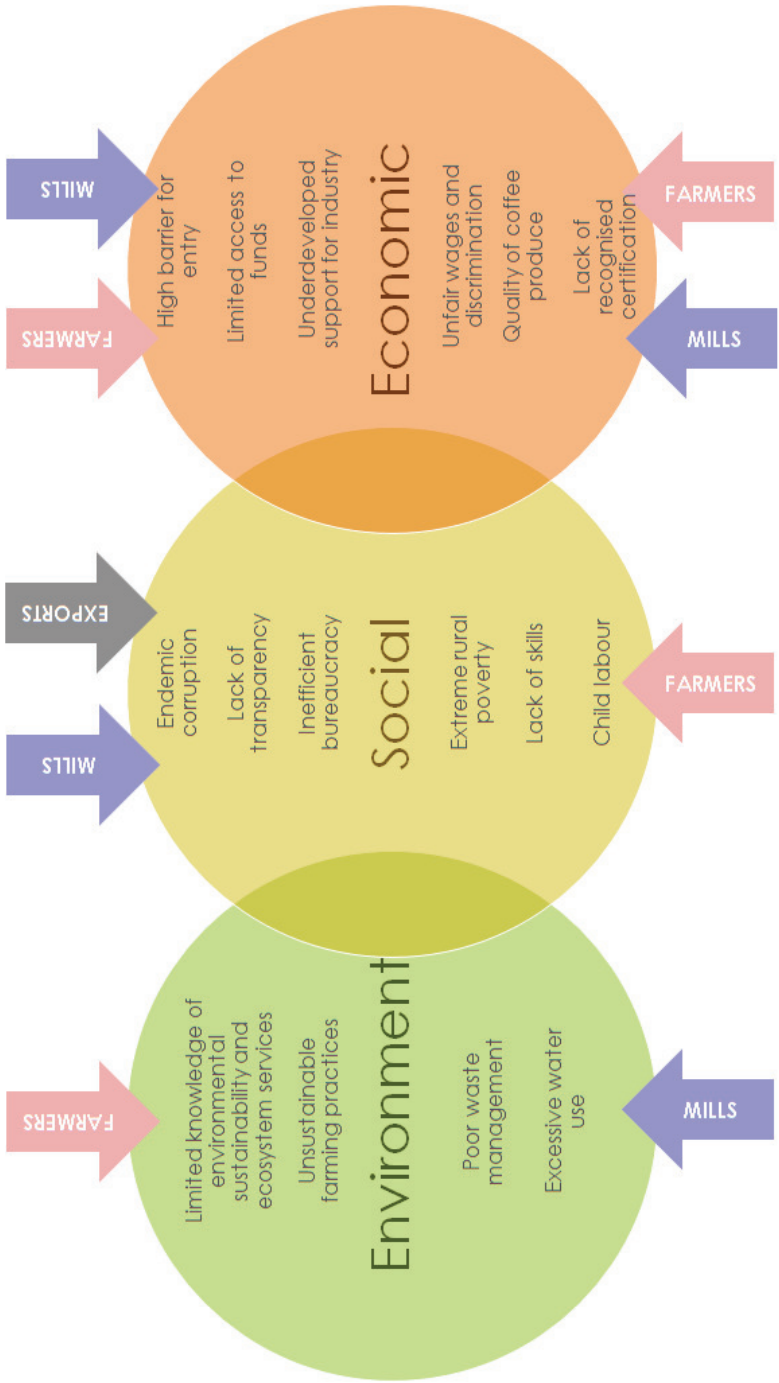 FARMERS
MILLS
EXPORTS
FARMERS
MILLS
Limited knowledge of
environmental
sustainability and
ecosystem services
Unsustainable
farming practices
Environment
Poor waste
management
Excessive water
use
Endemic
corruption
Lack of
transparency
Inefficient
bureaucracy
Social
Extreme rural
poverty
Lack of skills
Child labour
High barrier for
entry
Limited access to
funds
Underdeveloped
support for industry
Economic
Unfair wages and
discrimination
Quality of coffee
produce
Lack of
recognised
certification
MILLS
FARMERS
MILLS
FARMERS